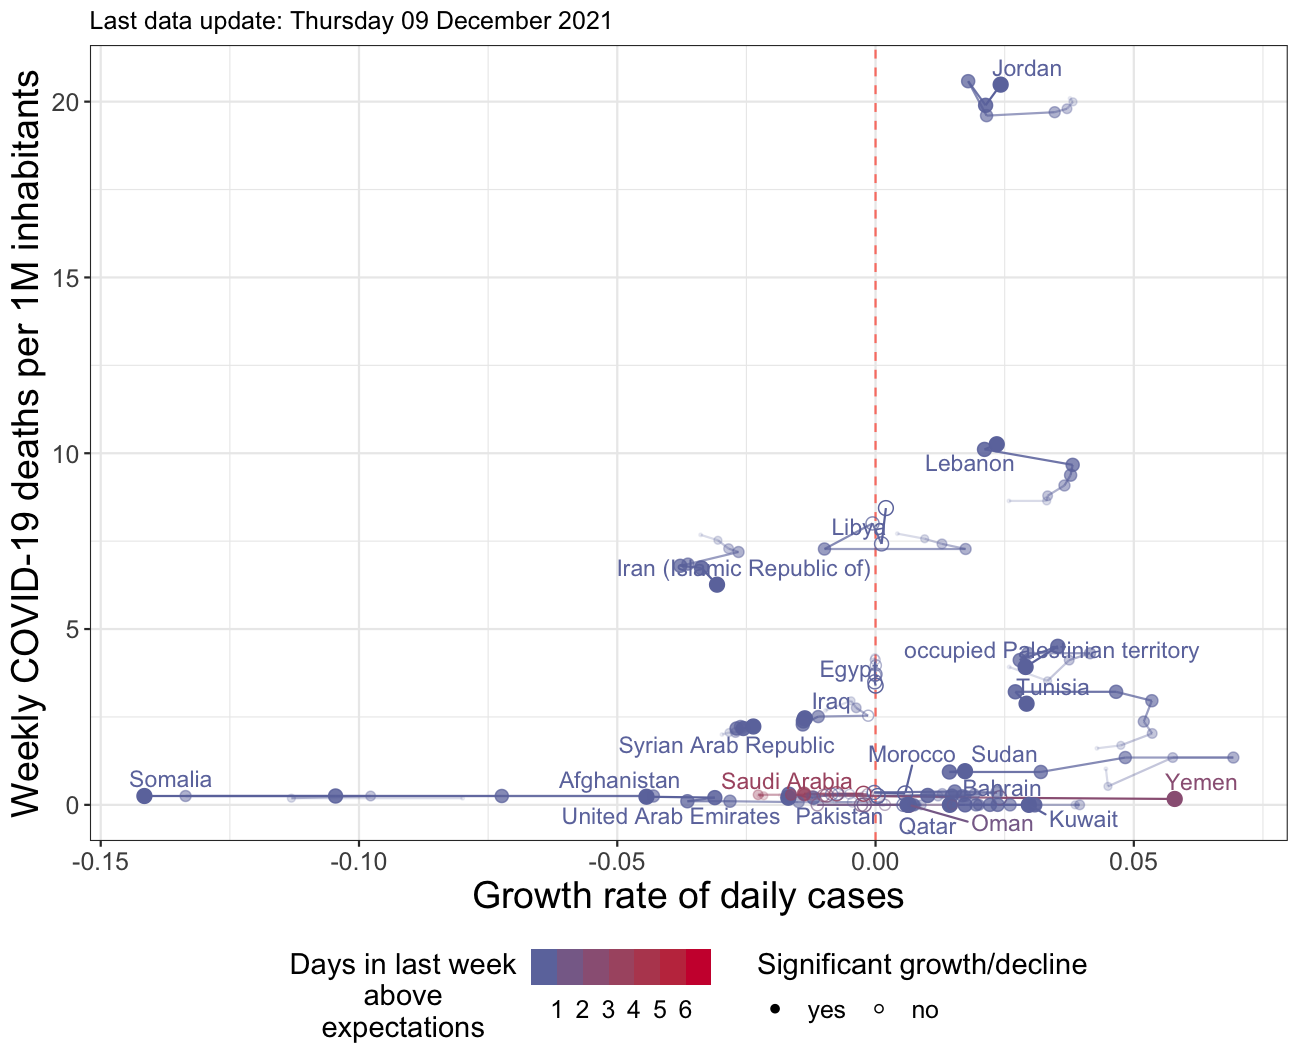 Last data update: Thursday 09 December 2021
Weekly COVID-19 deaths per 1M inhabitants
20
15
10
5
0
Jordan
Lebanon
Libya
Iran (Islamic Republic of)
occupied Palestinian territory
Egypt
Tunisia
Iraq
Syrian Arab Republic
Morocco Sudan
Somalia
Afghanistan
Saudi Arabia
Bahrain
Yemen
United Arab Emirates
Pakistan
Qatar
Oman
Kuwait
-0.15 -0.10 -0.05 0.00 0.05
Growth rate of daily cases
Days in last week
above
expectations
1 2 3 4 5 6
Significant growth/decline
yes no